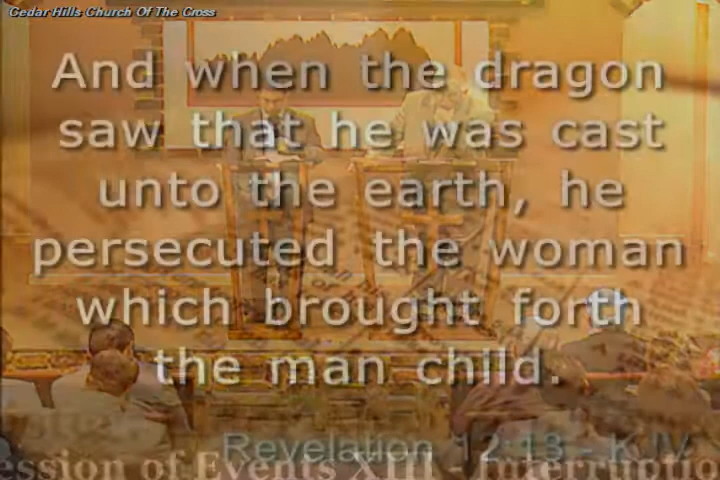 Cedar Hills Church Of The Cross
And when the dragon
saw that he was cast
unto the earth, he
persecuted the woman
which brought forth
the man child.
Revelation 12:13 - KJV
ession of Events XIII - Interruptio